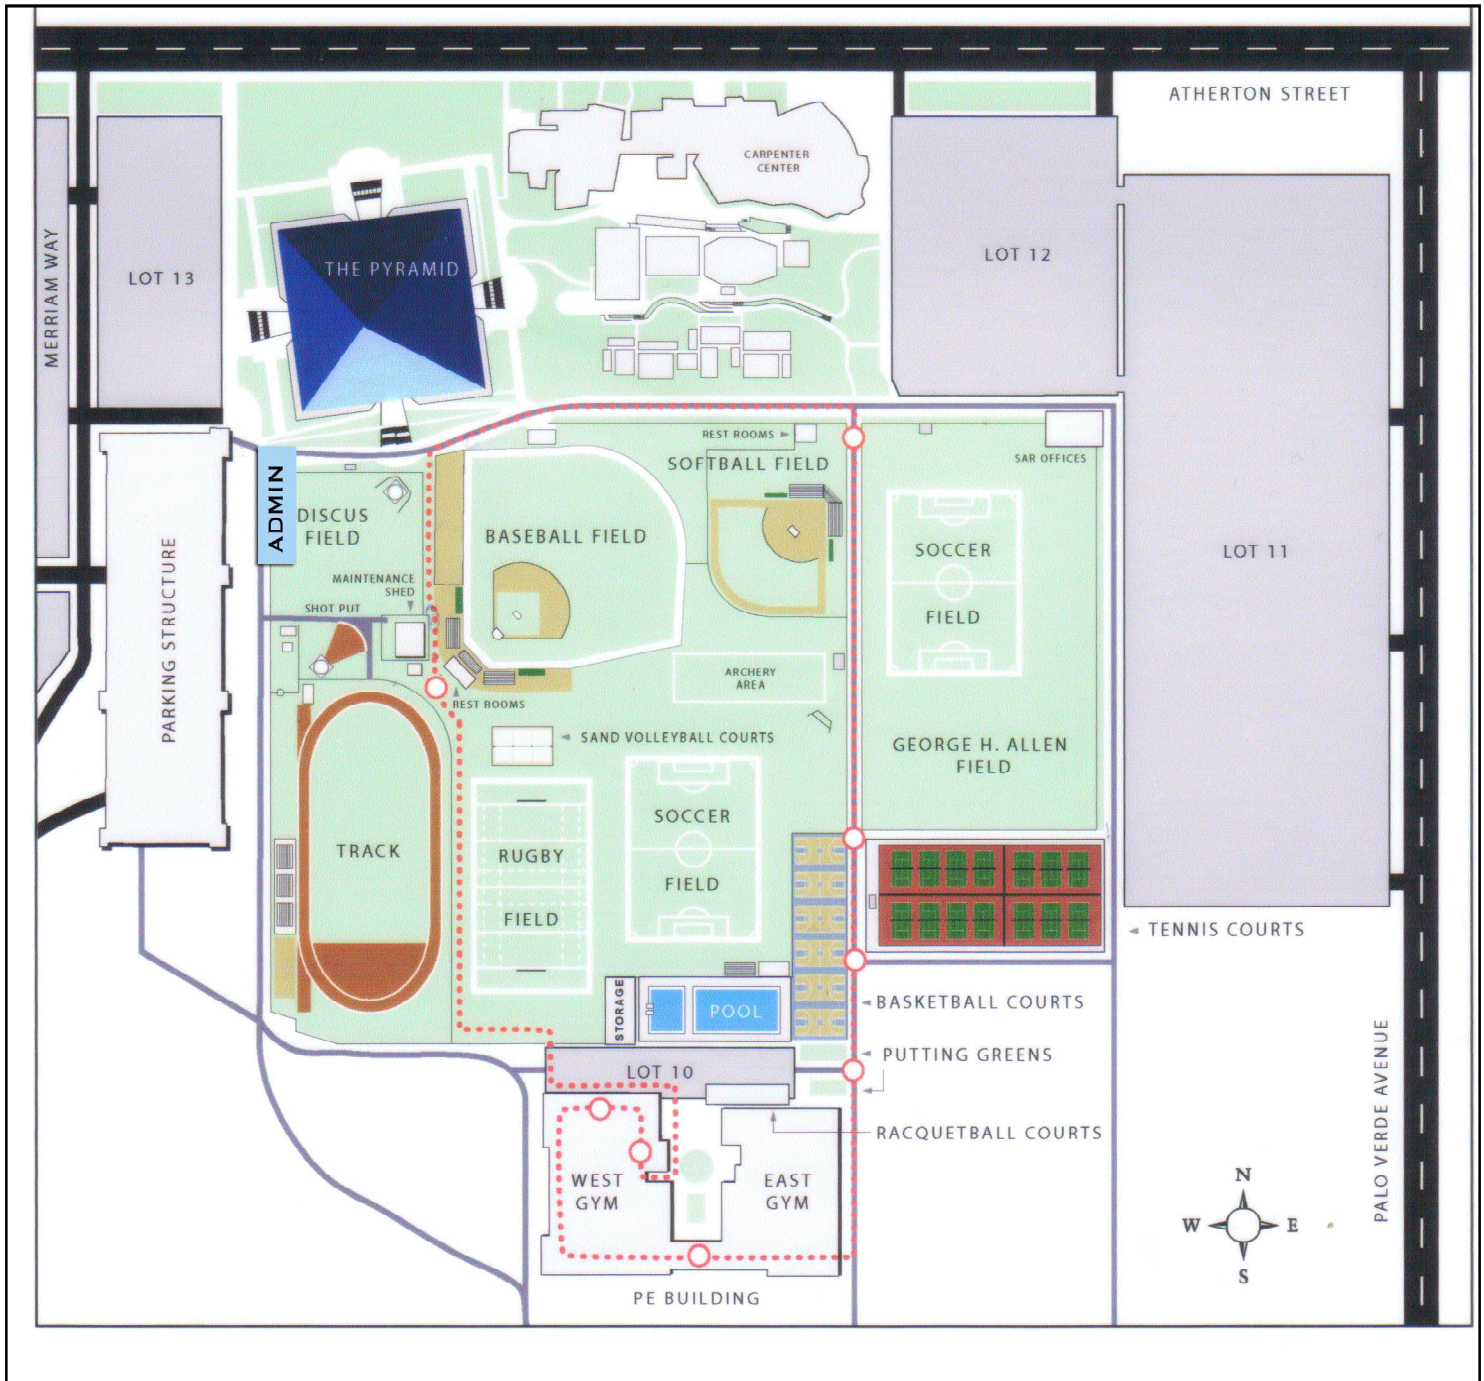 ATHERTON STREET
CARPENTER
CENTER
MERRIAM WAY
LOT 13
THE PYRAMID
LOT 12
REST ROOMS
SOFTBALL FIELD
SAR OFFICES
ADMIN
DISCUS
FIELD
BASEBALL FIELD
SOCCER
FIELD
LOT 11
PARKING STRUCTURE
MAINTENANCE
SHED
SHOT PUT
ARCHERY
AREA
REST ROOMS
SAND VOLLEYBALL COURTS
GEORGE H. ALLEN
FIELD
TRACK
RUGBY
FIELD
SOCCER
FIELD
TENNIS COURTS
STORAGE
POOL
BASKETBALL COURTS
PUTTING GREENS
LOT 10
RACQUETBALL COURTS
WEST
GYM
EAST
GYM
PE BUILDING
PALO VERDE AVENUE
N
W
E
S